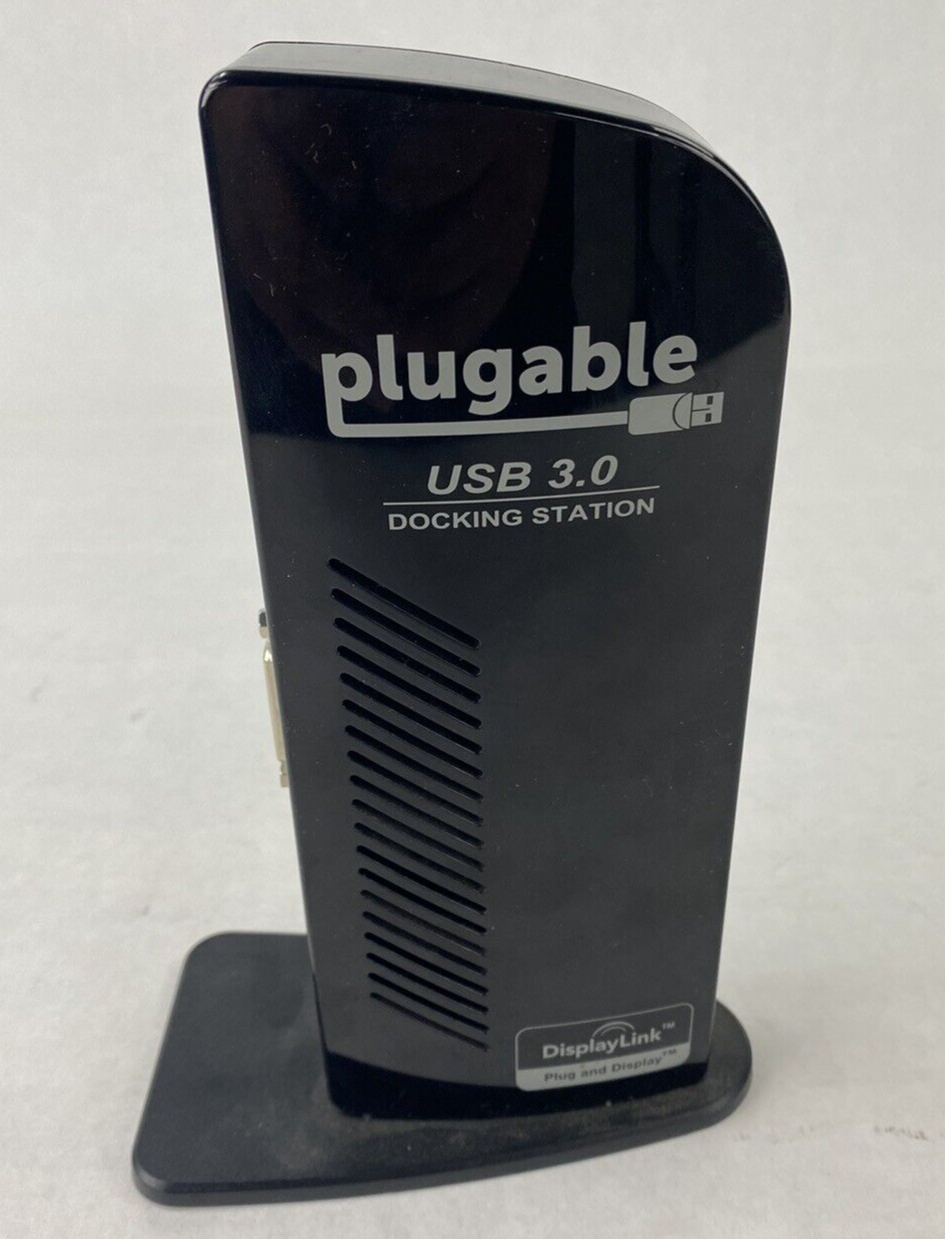 plugable
USB 3.0
DOCKING STATION
DisplayLink™
Plug and Display™